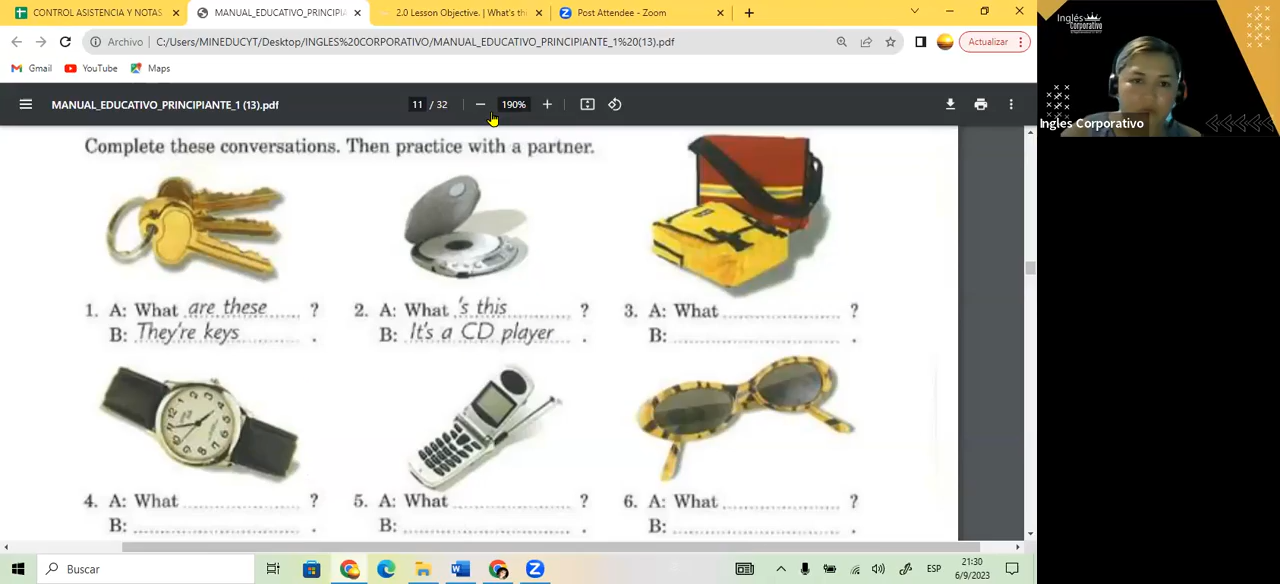 CONTROL ASISTENCIA Y NOTAS
MANUAL_EDUCATIVO_PRINCIPIA
2.0 Lesson Objective. | What's thi
Post Attendee - Zoom
Archivo
C:/Users/MINEDUCYT/Desktop/INGLES%20CORPORATIVO/MANUAL_EDUCATIVO_PRINCIPIANTE_1%20(13).pdf
Actualizar
Gmail
YouTube
Maps
MANUAL_EDUCATIVO_PRINCIPIANTE_1 (13).pdf
11 / 32
190%
Inglés
Corporativo
Ingles Corporativo
Complete these conversations. Then practice with a partner.
1. A: What are these ?
B: They're keys .
2. A: What 's this ?
B: It's a CD player .
3. A: What ?
B: .
4. A: What ?
B: .
5. A: What ?
B: .
6. A: What ?
B: .
Buscar
ESP
21:30
6/9/2023